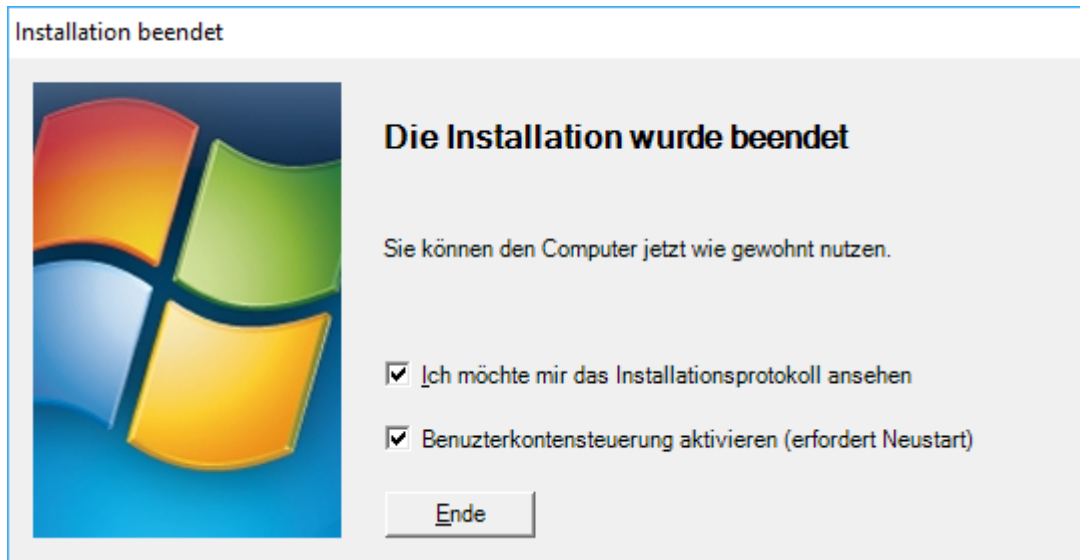 Installation beendet
Die Installation wurde beendet
Sie können den Computer jetzt wie gewohnt nutzen.
Ich möchte mir das Installationsprotokoll ansehen
Benuzterkontensteuerung aktivieren (erfordert Neustart)
Ende